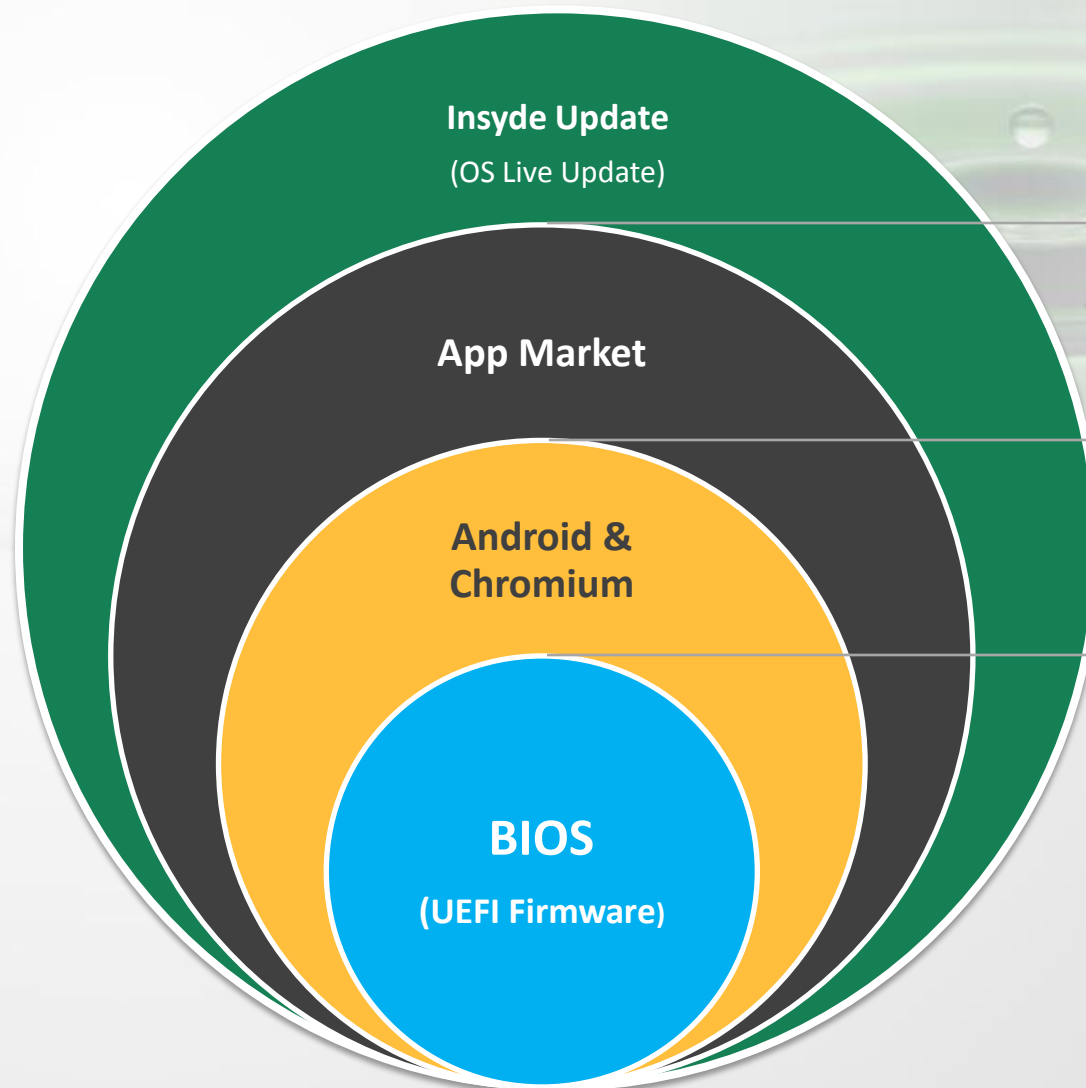 Insyde Update
(OS Live Update)
App Market
Android &
Chromium
BIOS
(UEFI Firmware)